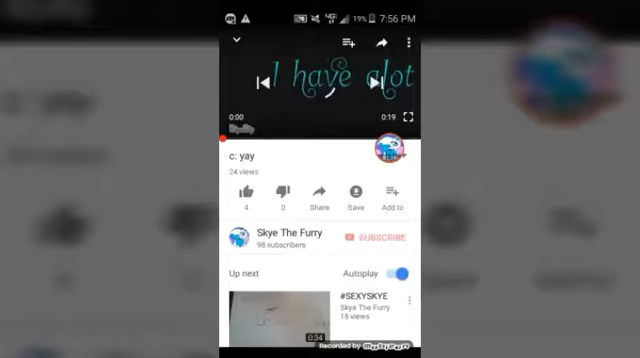 19% 7:56 PM
I have alot
0:00
0:19
c: yay
24 views
4
0
Share
Save
Add to
Skye The Furry
98 subscribers
SUBSCRIBE
Up next
Autoplay
#SEXYSKYE
Skye The Furry
18 views
0:34
Recorded by Mobizen